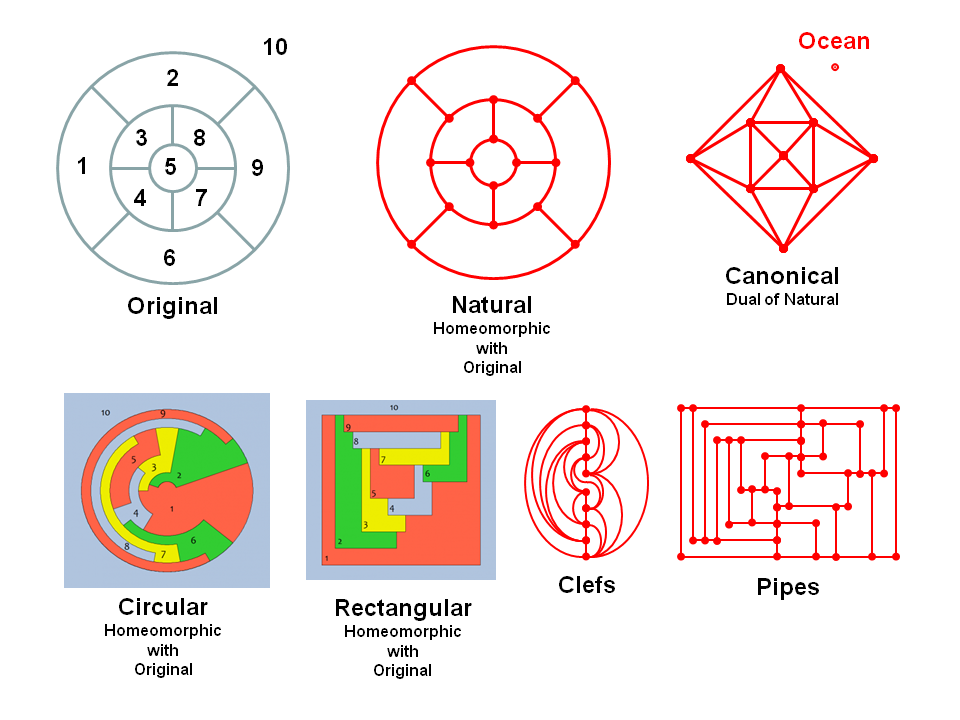 10
2
3
8
1
5
9
4
7
6
Original
Natural
Homeomorphic
with
Original
Ocean
Canonical
Dual of Natural
10
9
5
3
2
1
4
6
8
7
Circular
Homeomorphic
with
Original
10
9
8
7
6
5
4
3
2
1
Rectangular
Homeomorphic
with
Original
Clefs
Pipes